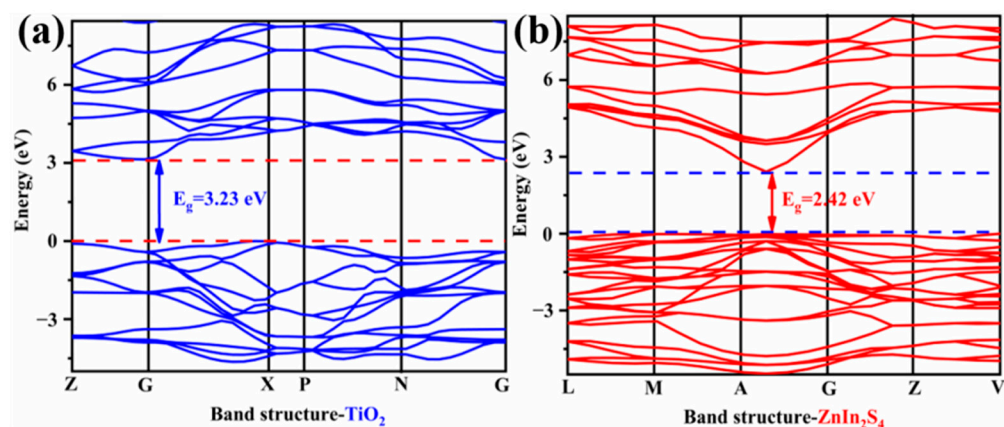 (a)
Energy (eV)
6
3
0
−3
E_g=3.23 eV
Z G X P N G
Band structure-TiO₂
(b)
Energy (eV)
6
3
0
−3
E_g=2.42 eV
L M A G Z V
Band structure-ZnIn₂S₄